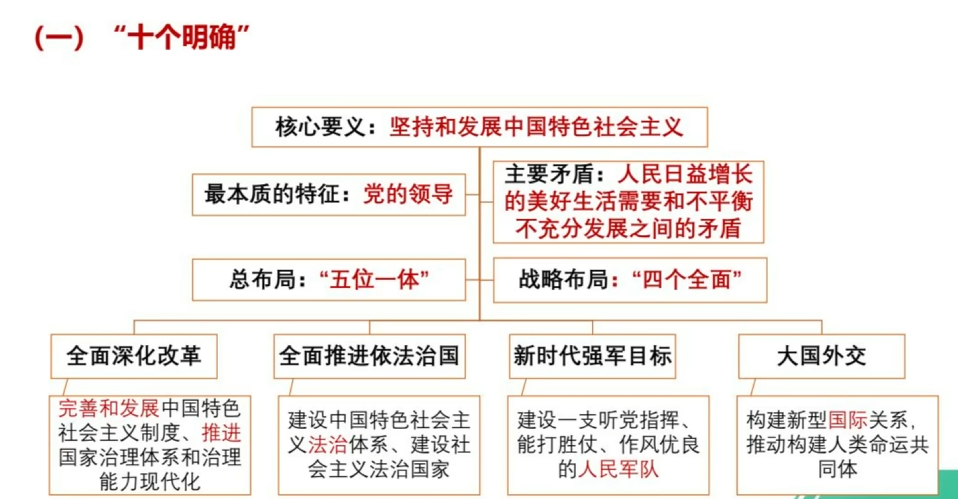 （一）“十个明确”
核心要义：坚持和发展中国特色社会主义
最本质的特征：党的领导
主要矛盾：人民日益增长
的美好生活需要和不平衡
不充分发展之间的矛盾
总布局：“五位一体”
战略布局：“四个全面”
全面深化改革
全面推进依法治国
新时代强军目标
大国外交
完善和发展中国特色
社会主义制度、推进
国家治理体系和治理
能力现代化
建设中国特色社会主
义法治体系、建设社
会主义法治国家
建设一支听党指挥、
能打胜仗、作风优良
的人民军队
构建新型国际关系，
推动构建人类命运共
同体